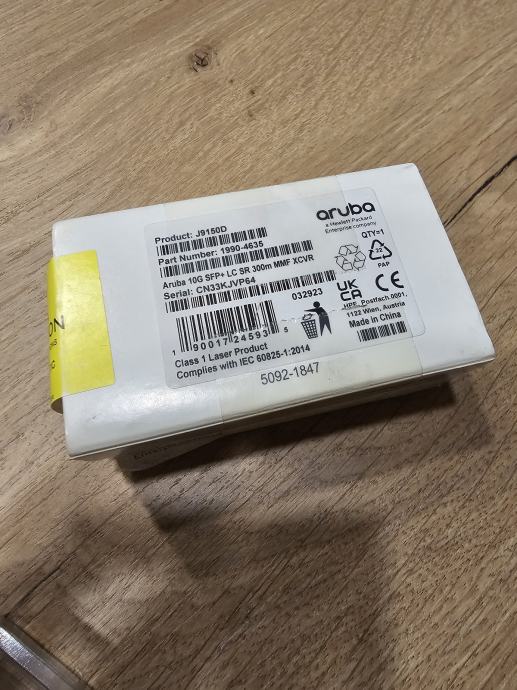 aruba
a Hewlett Packard
Enterprise company
Product: J9150D
Part Number: 1990-4635
Aruba 10G SFP+ LC SR 300m MMF XCVR
Serial: CN33KJVP64
QTY=1
22
PAP
032923
UK
CA
CE
HPE, Postfach 0001,
1122 Wien, Austria
Made in China
1 90017 24593 5
Class 1 Laser Product
Complies with IEC 60825-1:2014
5092-1847
ON